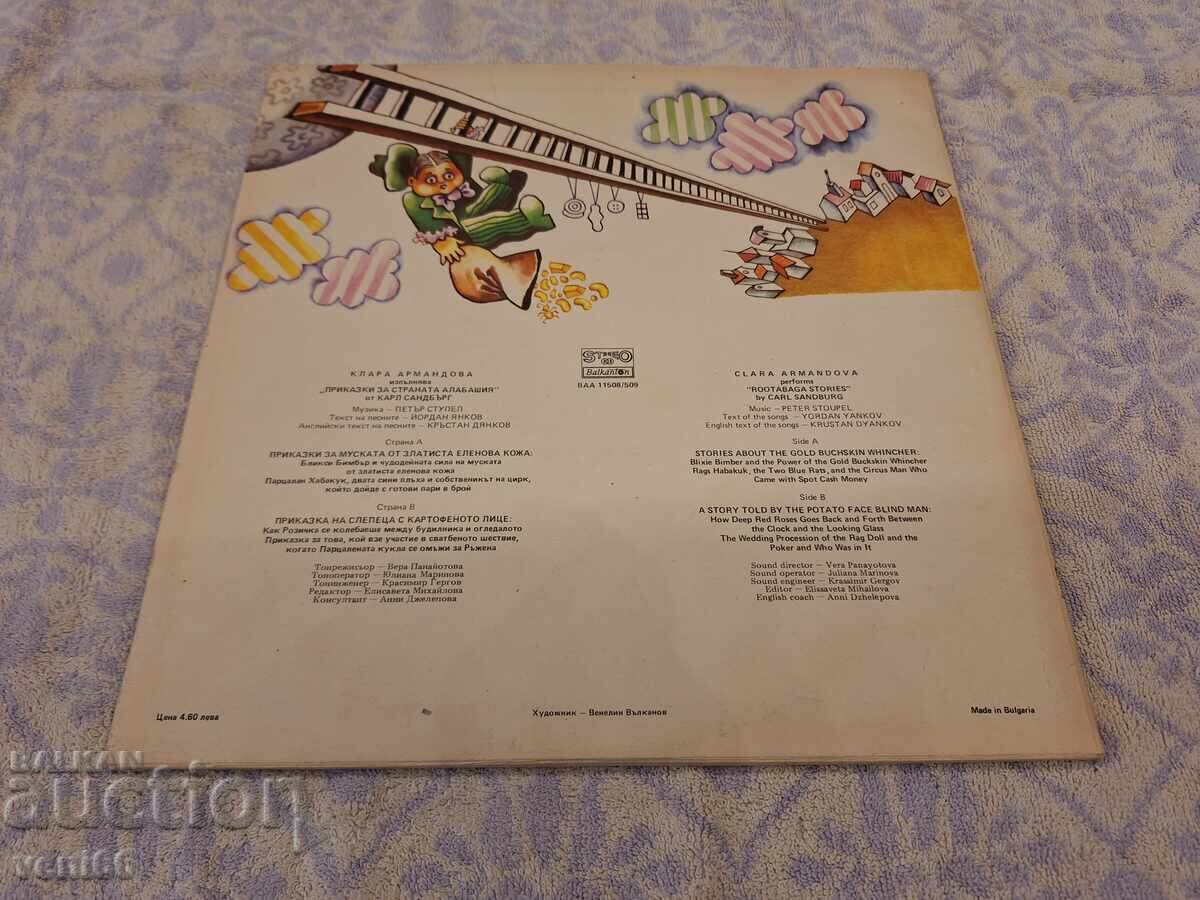 STEREO
Balkanton
ВАА 11508/509
КЛАРА АРМАНДОВА
изпълнява
„ПРИКАЗКИ ЗА СТРАНАТА АЛАБАШИЯ"
от КАРЛ САНДБЪРГ
Музика — ПЕТЪР СТУПЕЛ
Текст на песните — ЙОРДАН ЯНКОВ
Английски текст на песните — КРЪСТАН ДЯНКОВ
Страна А
ПРИКАЗКИ ЗА МУСКАТА ОТ ЗЛАТИСТА ЕЛЕНОВА КОЖА:
Бликси Бимбър и чудодейната сила на муската
от златиста еленова кожа
Парцалан Хабакук, двата сини плъха и собственикът на цирк,
който дойде с готови пари в брой
Страна В
ПРИКАЗКА НА СЛЕПЕЦА С КАРТОФЕНОТО ЛИЦЕ:
Как Розичка се колебаеше между будилника и огледалото
Приказка за това, кой взе участие в сватбеното шествие,
когато Парцалената кукла се омъжи за Ръжена
Тонрежисьор — Вера Панайотова
Тоноператор — Юлиана Маринова
Тонинженер — Красимир Гергов
Редактор — Елисавета Михайлова
Консултант — Анни Джелепова
CLARA ARMANDOVA
performs
"ROOTABAGA STORIES"
by CARL SANDBURG
Music — PETER STOUPEL
Text of the songs — YORDAN YANKOV
English text of the songs — KRUSTAN DYANKOV
Side A
STORIES ABOUT THE GOLD BUCHSKIN WHINCHER:
Blixie Bimber and the Power of the Gold Buckskin Whincher
Rags Habakuk, the Two Blue Rats, and the Circus Man Who
Came with Spot Cash Money
Side B
A STORY TOLD BY THE POTATO FACE BLIND MAN:
How Deep Red Roses Goes Back and Forth Between
the Clock and the Looking Glass
The Wedding Procession of the Rag Doll and the
Poker and Who Was in It
Sound director — Vera Panayotova
Sound operator — Juliana Marinova
Sound engineer — Krassimir Gergov
Editor — Elissaveta Mihailova
English coach — Anni Dzhelepova
Цена 4.60 лева
Художник — Венелин Вълканов
Made in Bulgaria
BALKAN
auction
veni66